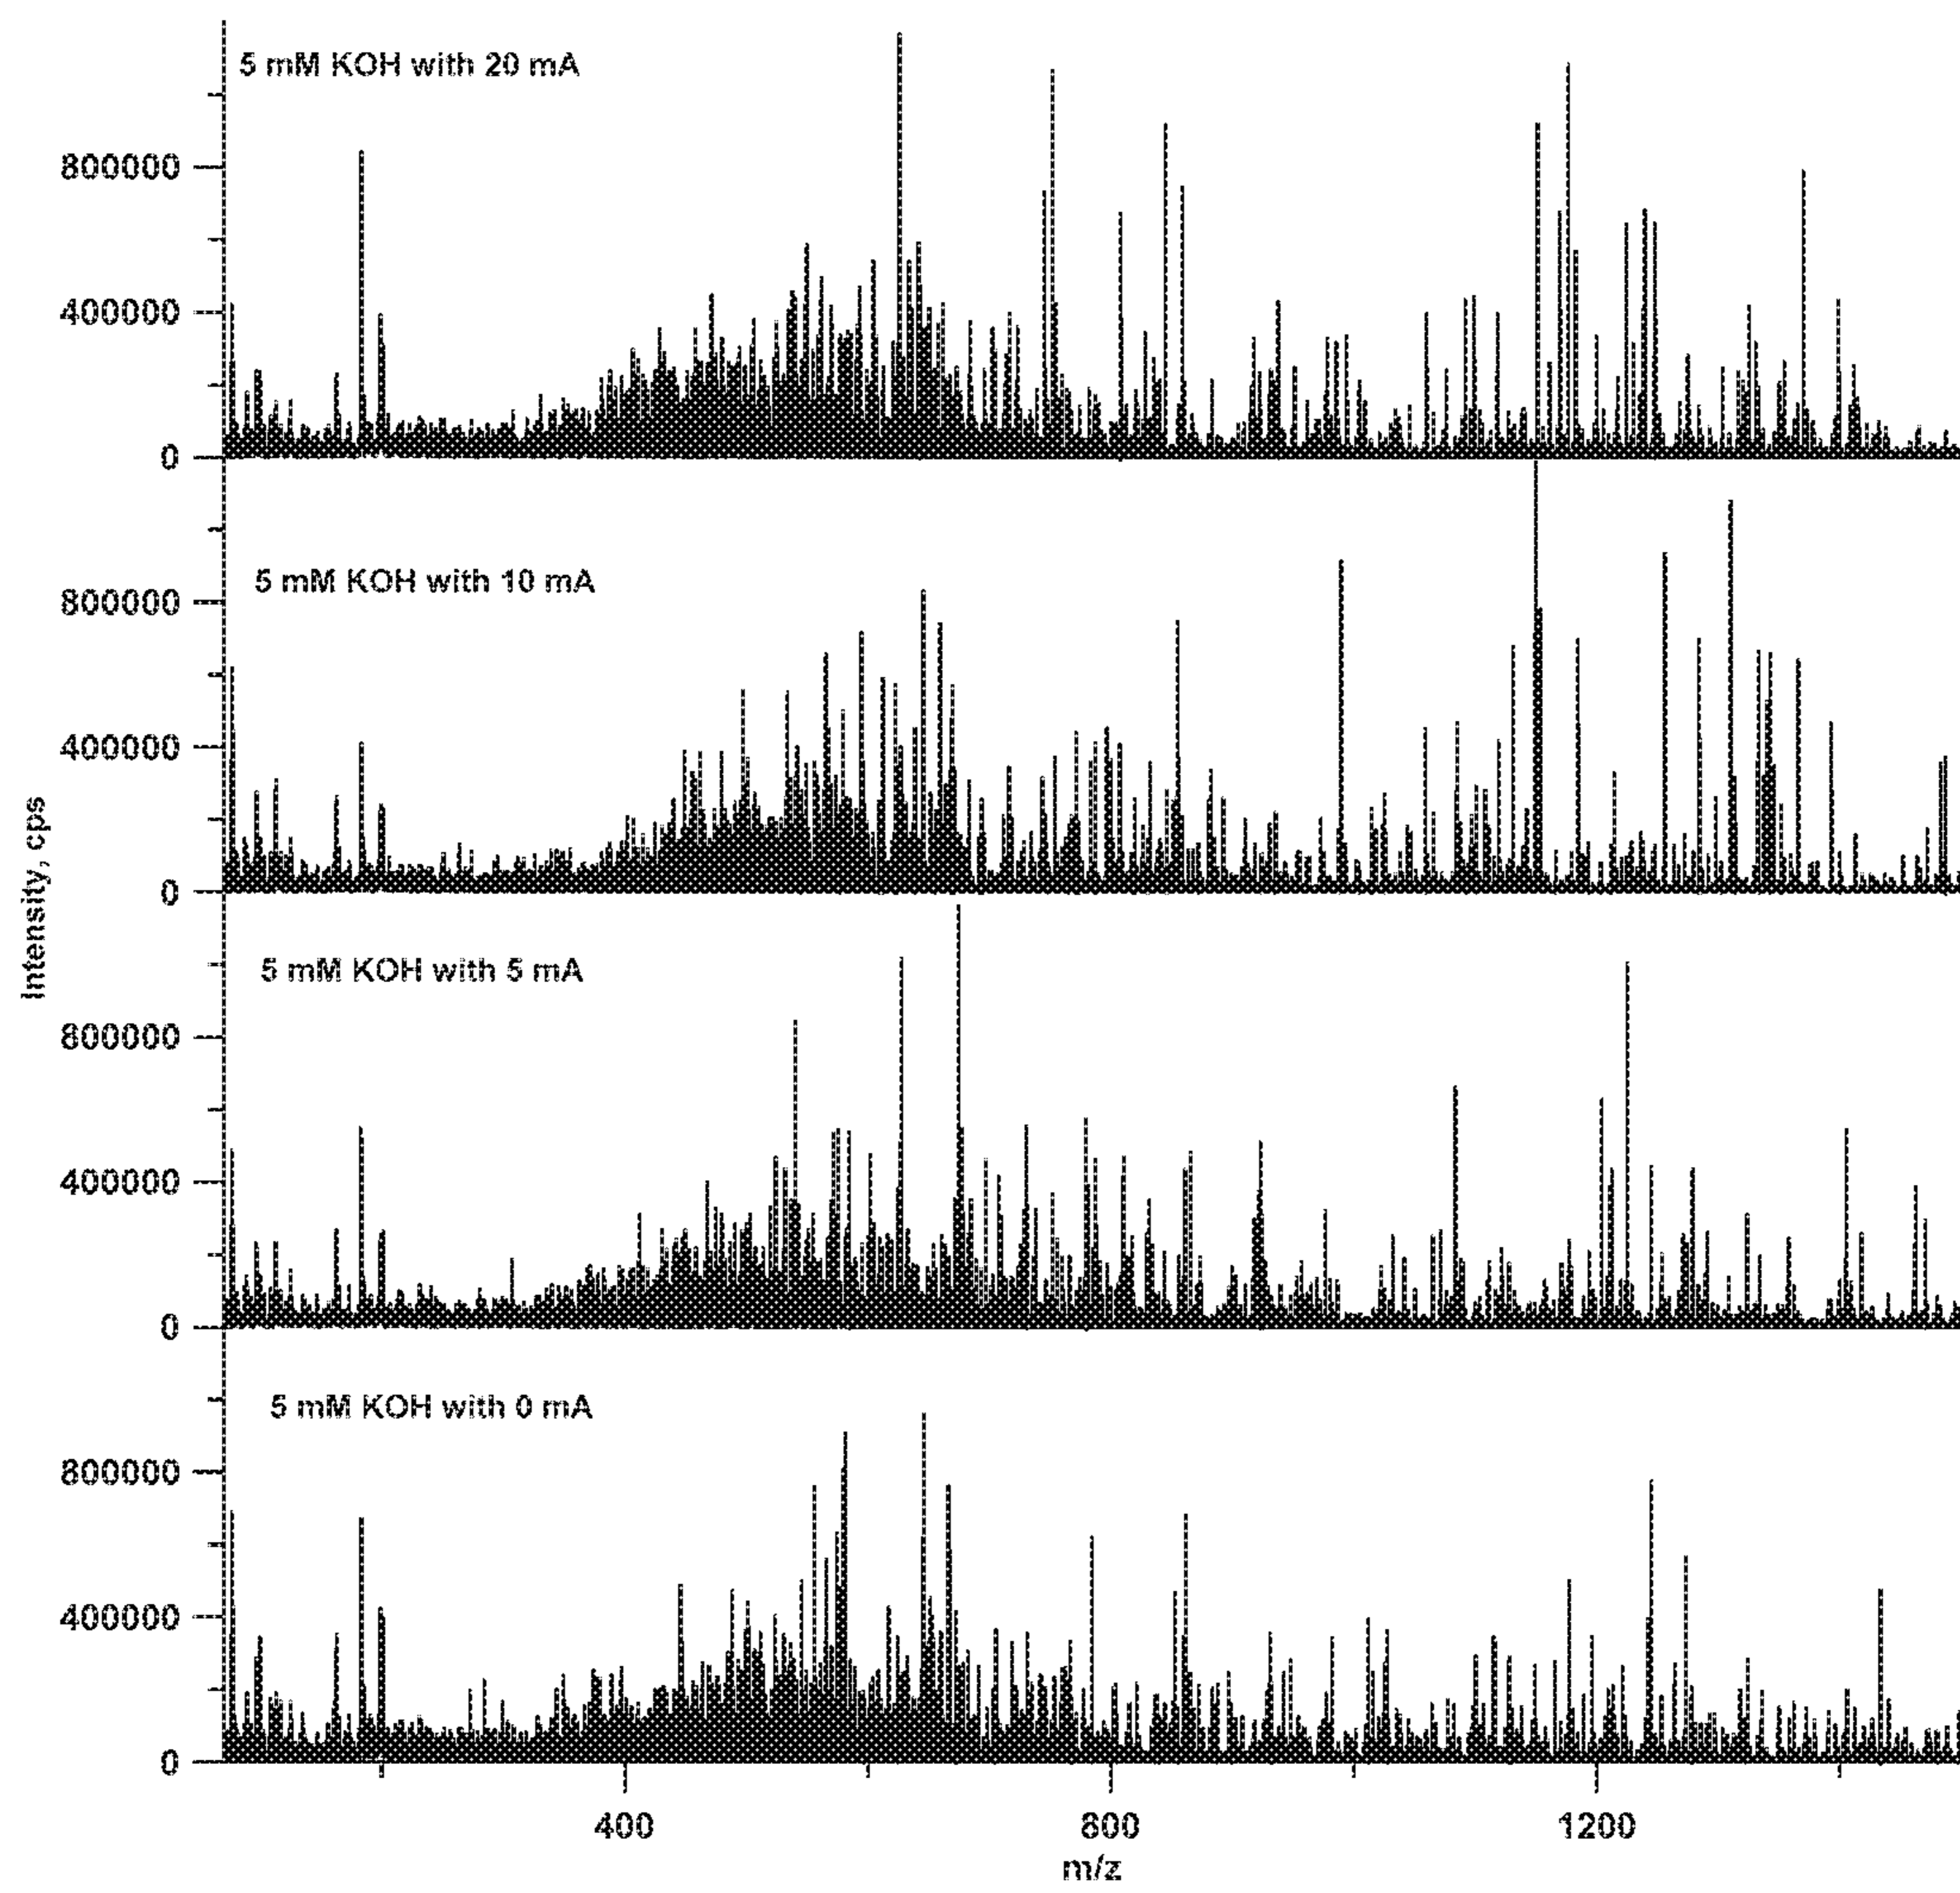 5 mM KOH with 20 mA
800000
400000
0
5 mM KOH with 10 mA
800000
400000
0
Intensity, cps
5 mM KOH with 5 mA
800000
400000
0
5 mM KOH with 0 mA
800000
400000
0
400 800 1200
m/z